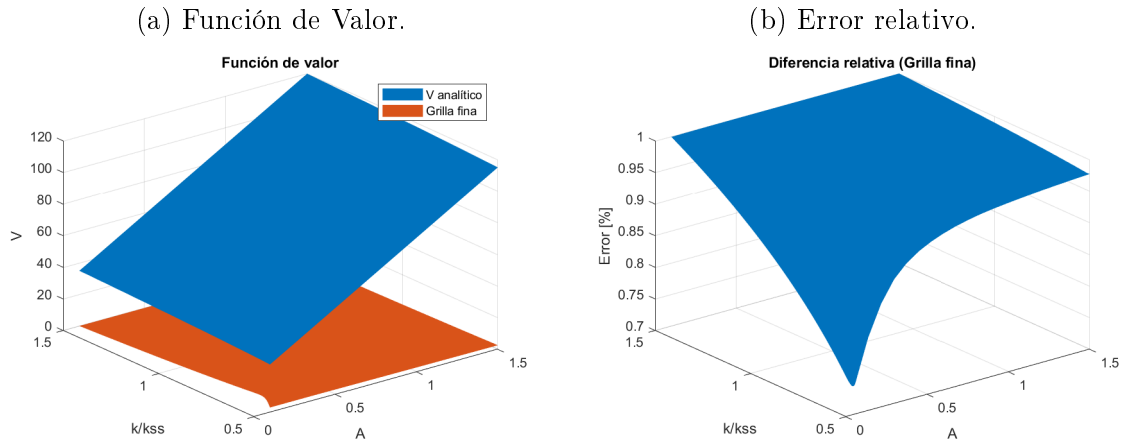 (a) Función de Valor.
Función de valor
V analítico
Grilla fina
120
100
80
60
40
20
0
V
1.5
1
0.5
k/kss
0
0.5
1
1.5
A
(b) Error relativo.
Diferencia relativa (Grilla fina)
1
0.95
0.9
0.85
0.8
0.75
0.7
Error [%]
1.5
1
0.5
k/kss
0
0.5
1
1.5
A